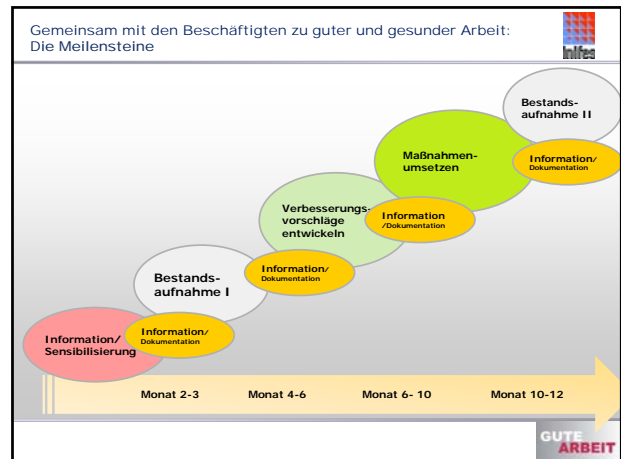 Gemeinsam mit den Beschäftigten zu guter und gesunder Arbeit:
Die Meilensteine
Inifes
Bestands-
aufnahme II
Information/
Dokumentation
Maßnahmen-
umsetzen
Information
/Dokumentation
Verbesserungs-
vorschläge
entwickeln
Information/
Dokumentation
Bestands-
aufnahme I
Information/
Dokumentation
Information/
Sensibilisierung
Monat 2-3
Monat 4-6
Monat 6- 10
Monat 10-12
GUTE
ARBEIT